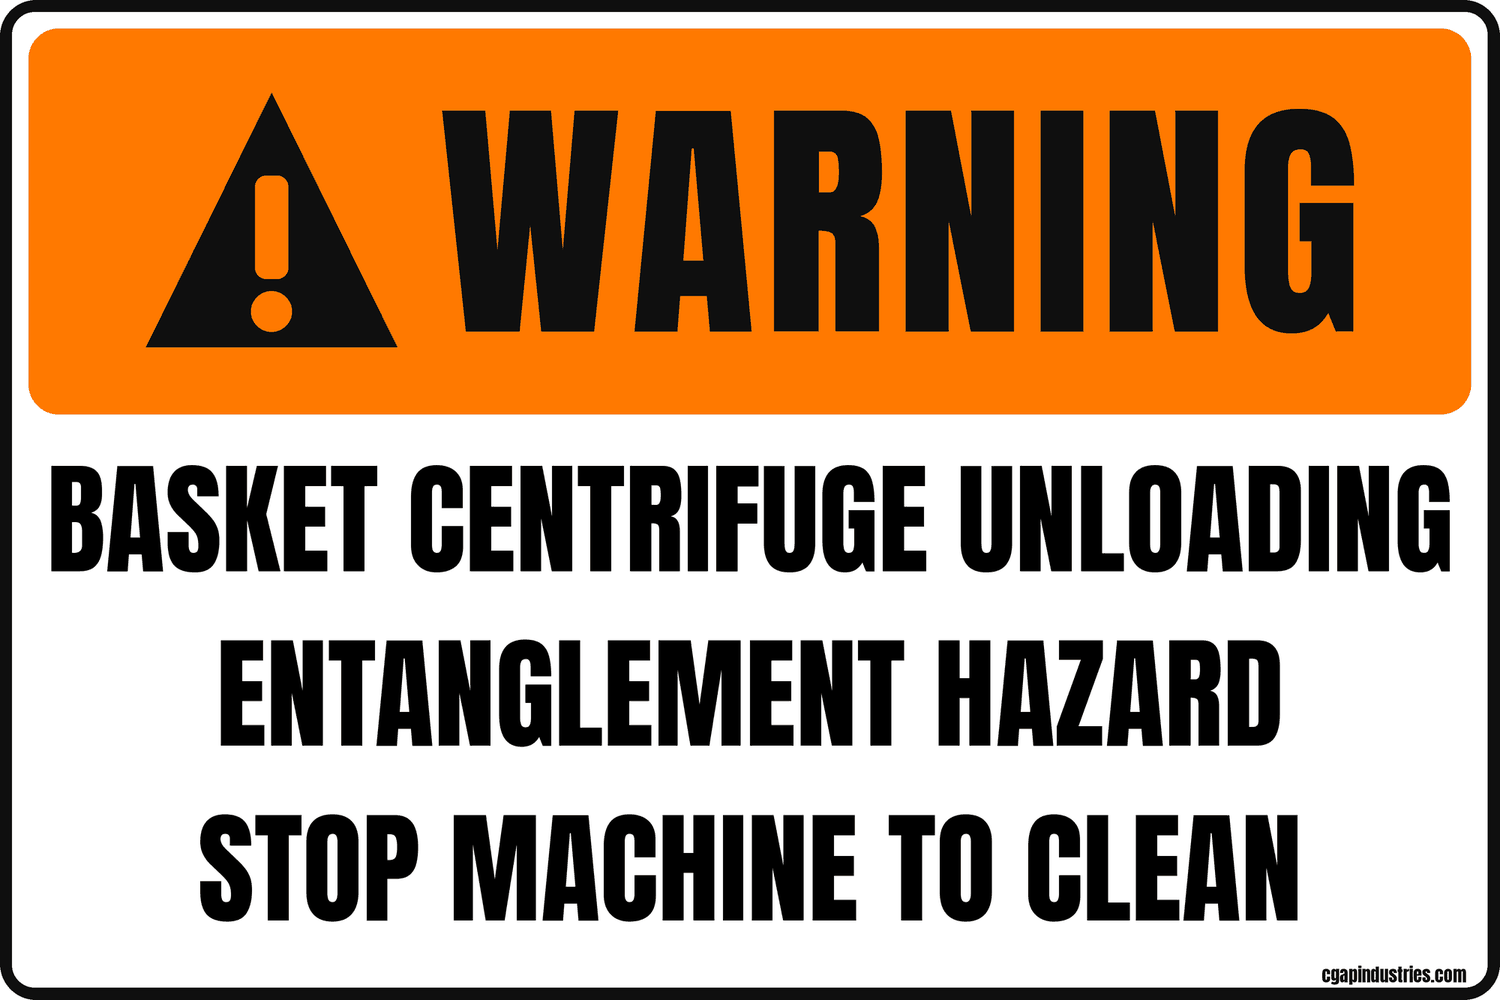 WARNING
BASKET CENTRIFUGE UNLOADING
ENTANGLEMENT HAZARD
STOP MACHINE TO CLEAN
cgapindustries.com